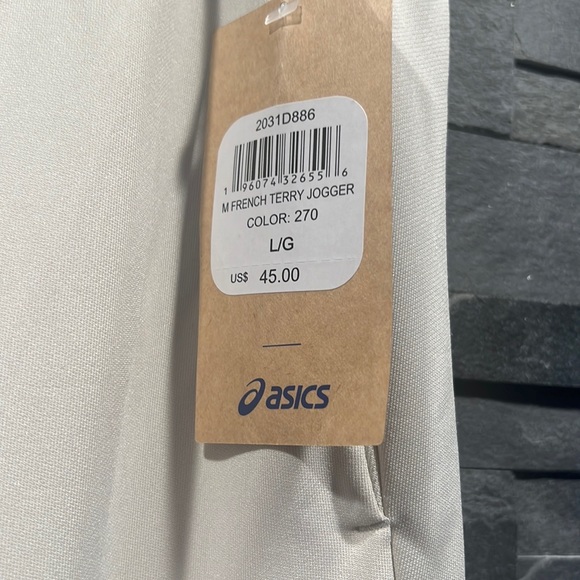 2031D886
1 96074 32655 6
M FRENCH TERRY JOGGER
COLOR: 270
L/G
US$ 45.00
asics